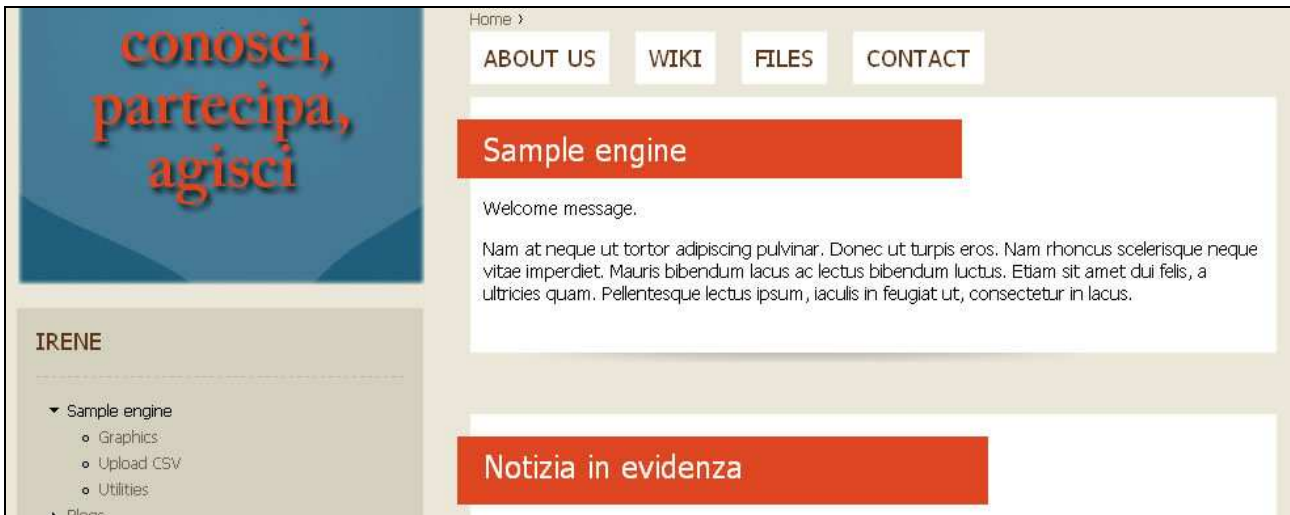 conosci,
partecipa,
agisci
IRENE
Sample engine
Graphics
Upload CSV
Utilities
Blogs
Home ›
ABOUT US WIKI FILES CONTACT
Sample engine
Welcome message.
Nam at neque ut tortor adipiscing pulvinar. Donec ut turpis eros. Nam rhoncus scelerisque neque
vitae imperdiet. Mauris bibendum lacus ac lectus bibendum luctus. Etiam sit amet dui felis, a
ultricies quam. Pellentesque lectus ipsum, iaculis in feugiat ut, consectetur in lacus.
Notizia in evidenza